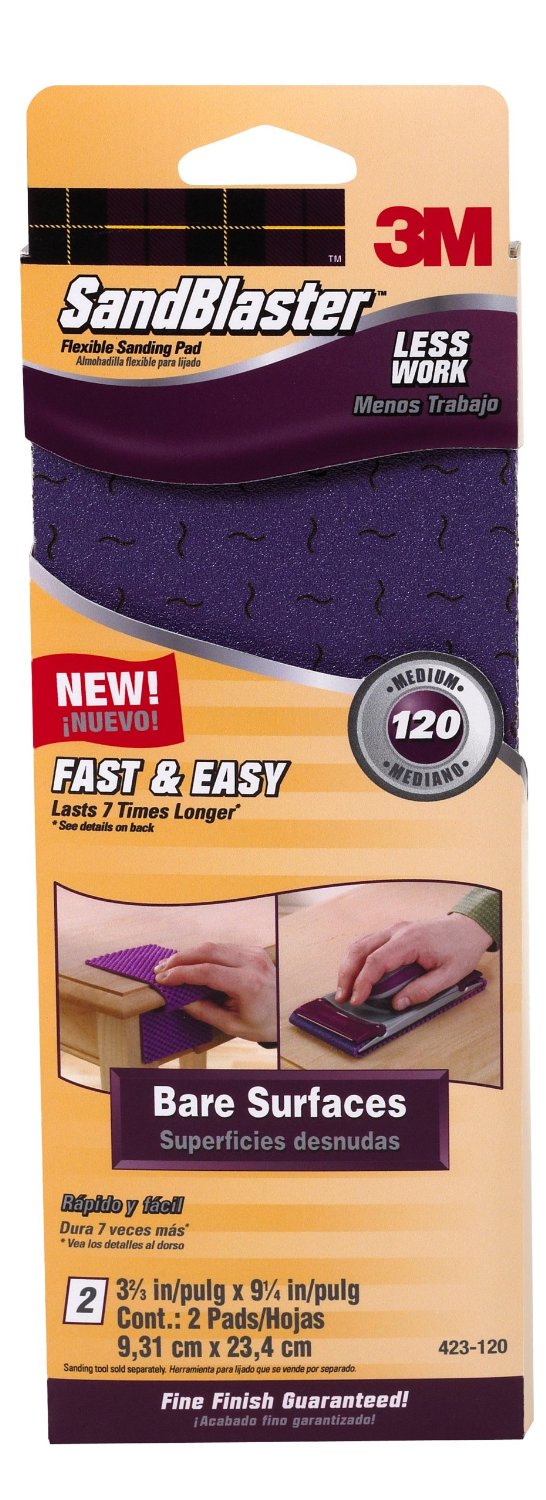 3M
TM
SandBlaster™
Flexible Sanding Pad
Almohadilla flexible para lijado
LESS
WORK
Menos Trabajo
NEW!
¡NUEVO!
•MEDIUM•
120
•MEDIANO•
FAST & EASY
Lasts 7 Times Longer*
* See details on back
Bare Surfaces
Superficies desnudas
Rápido y fácil
Dura 7 veces más*
* Vea los detalles al dorso
2
3⅔ in/pulg x 9¼ in/pulg
Cont.: 2 Pads/Hojas
9,31 cm x 23,4 cm
423-120
Sanding tool sold separately. Herramienta para lijado que se vende por separado.
Fine Finish Guaranteed!
¡Acabado fino garantizado!